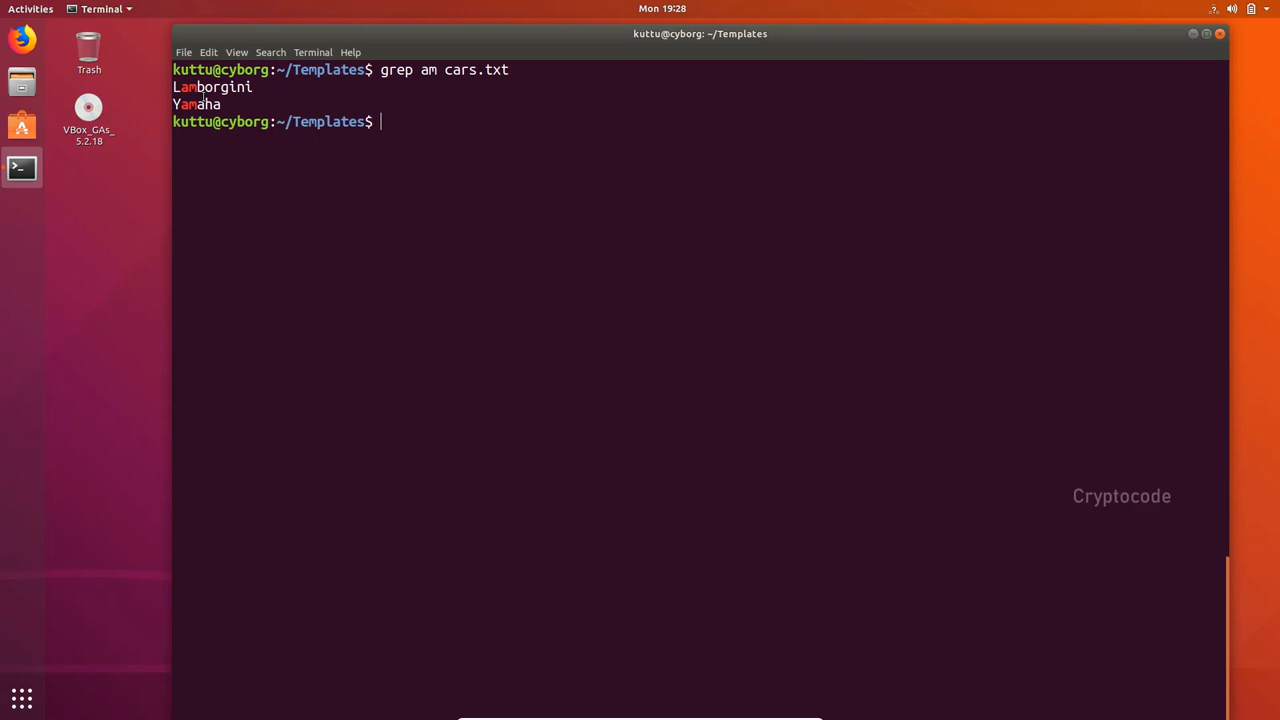 Activities
Terminal
Mon 19:28
kuttu@cyborg: ~/Templates
File Edit View Search Terminal Help
Trash
VBox_GAs_
5.2.18
kuttu@cyborg:~/Templates$ grep am cars.txt
Lamborgini
Yamaha
kuttu@cyborg:~/Templates$
Cryptocode